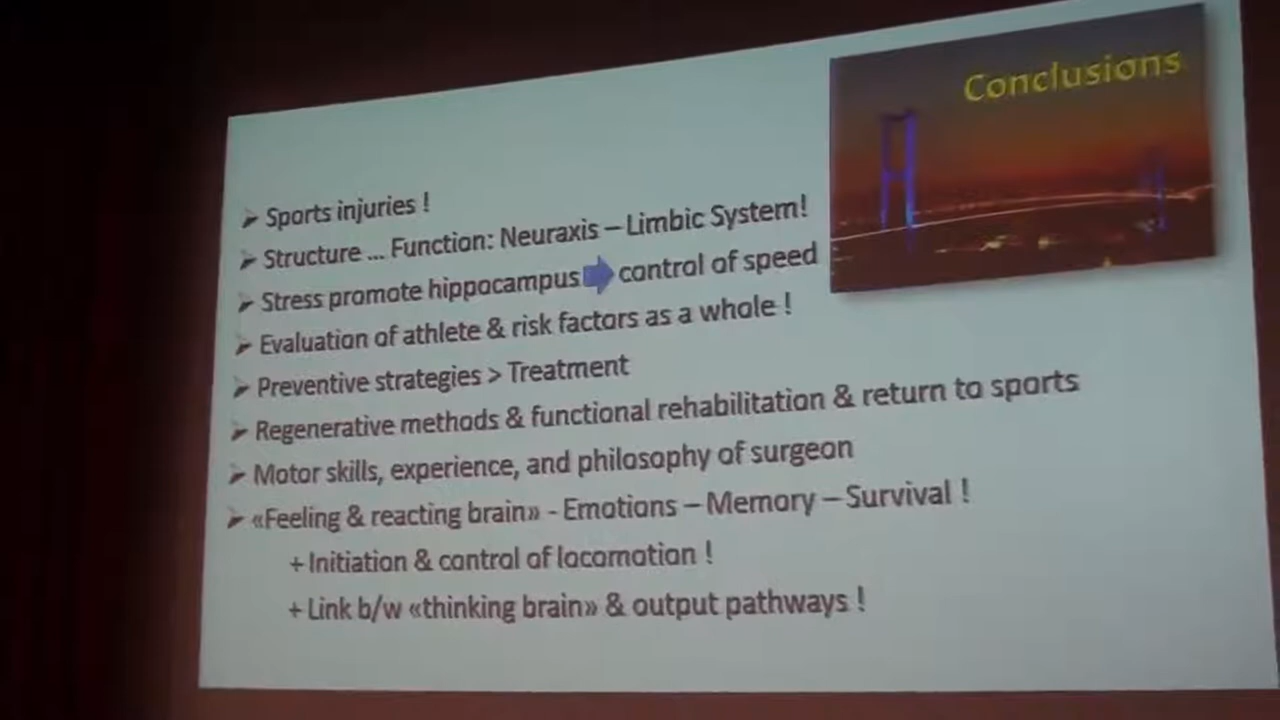 Conclusions
➢ Sports injuries !
➢ Structure ... Function: Neuraxis – Limbic System!
➢ Stress promote hippocampus ➡ control of speed
➢ Evaluation of athlete & risk factors as a whole !
➢ Preventive strategies > Treatment
➢ Regenerative methods & functional rehabilitation & return to sports
➢ Motor skills, experience, and philosophy of surgeon
➢ «Feeling & reacting brain» - Emotions – Memory – Survival !
+ Initiation & control of locomotion !
+ Link b/w «thinking brain» & output pathways !